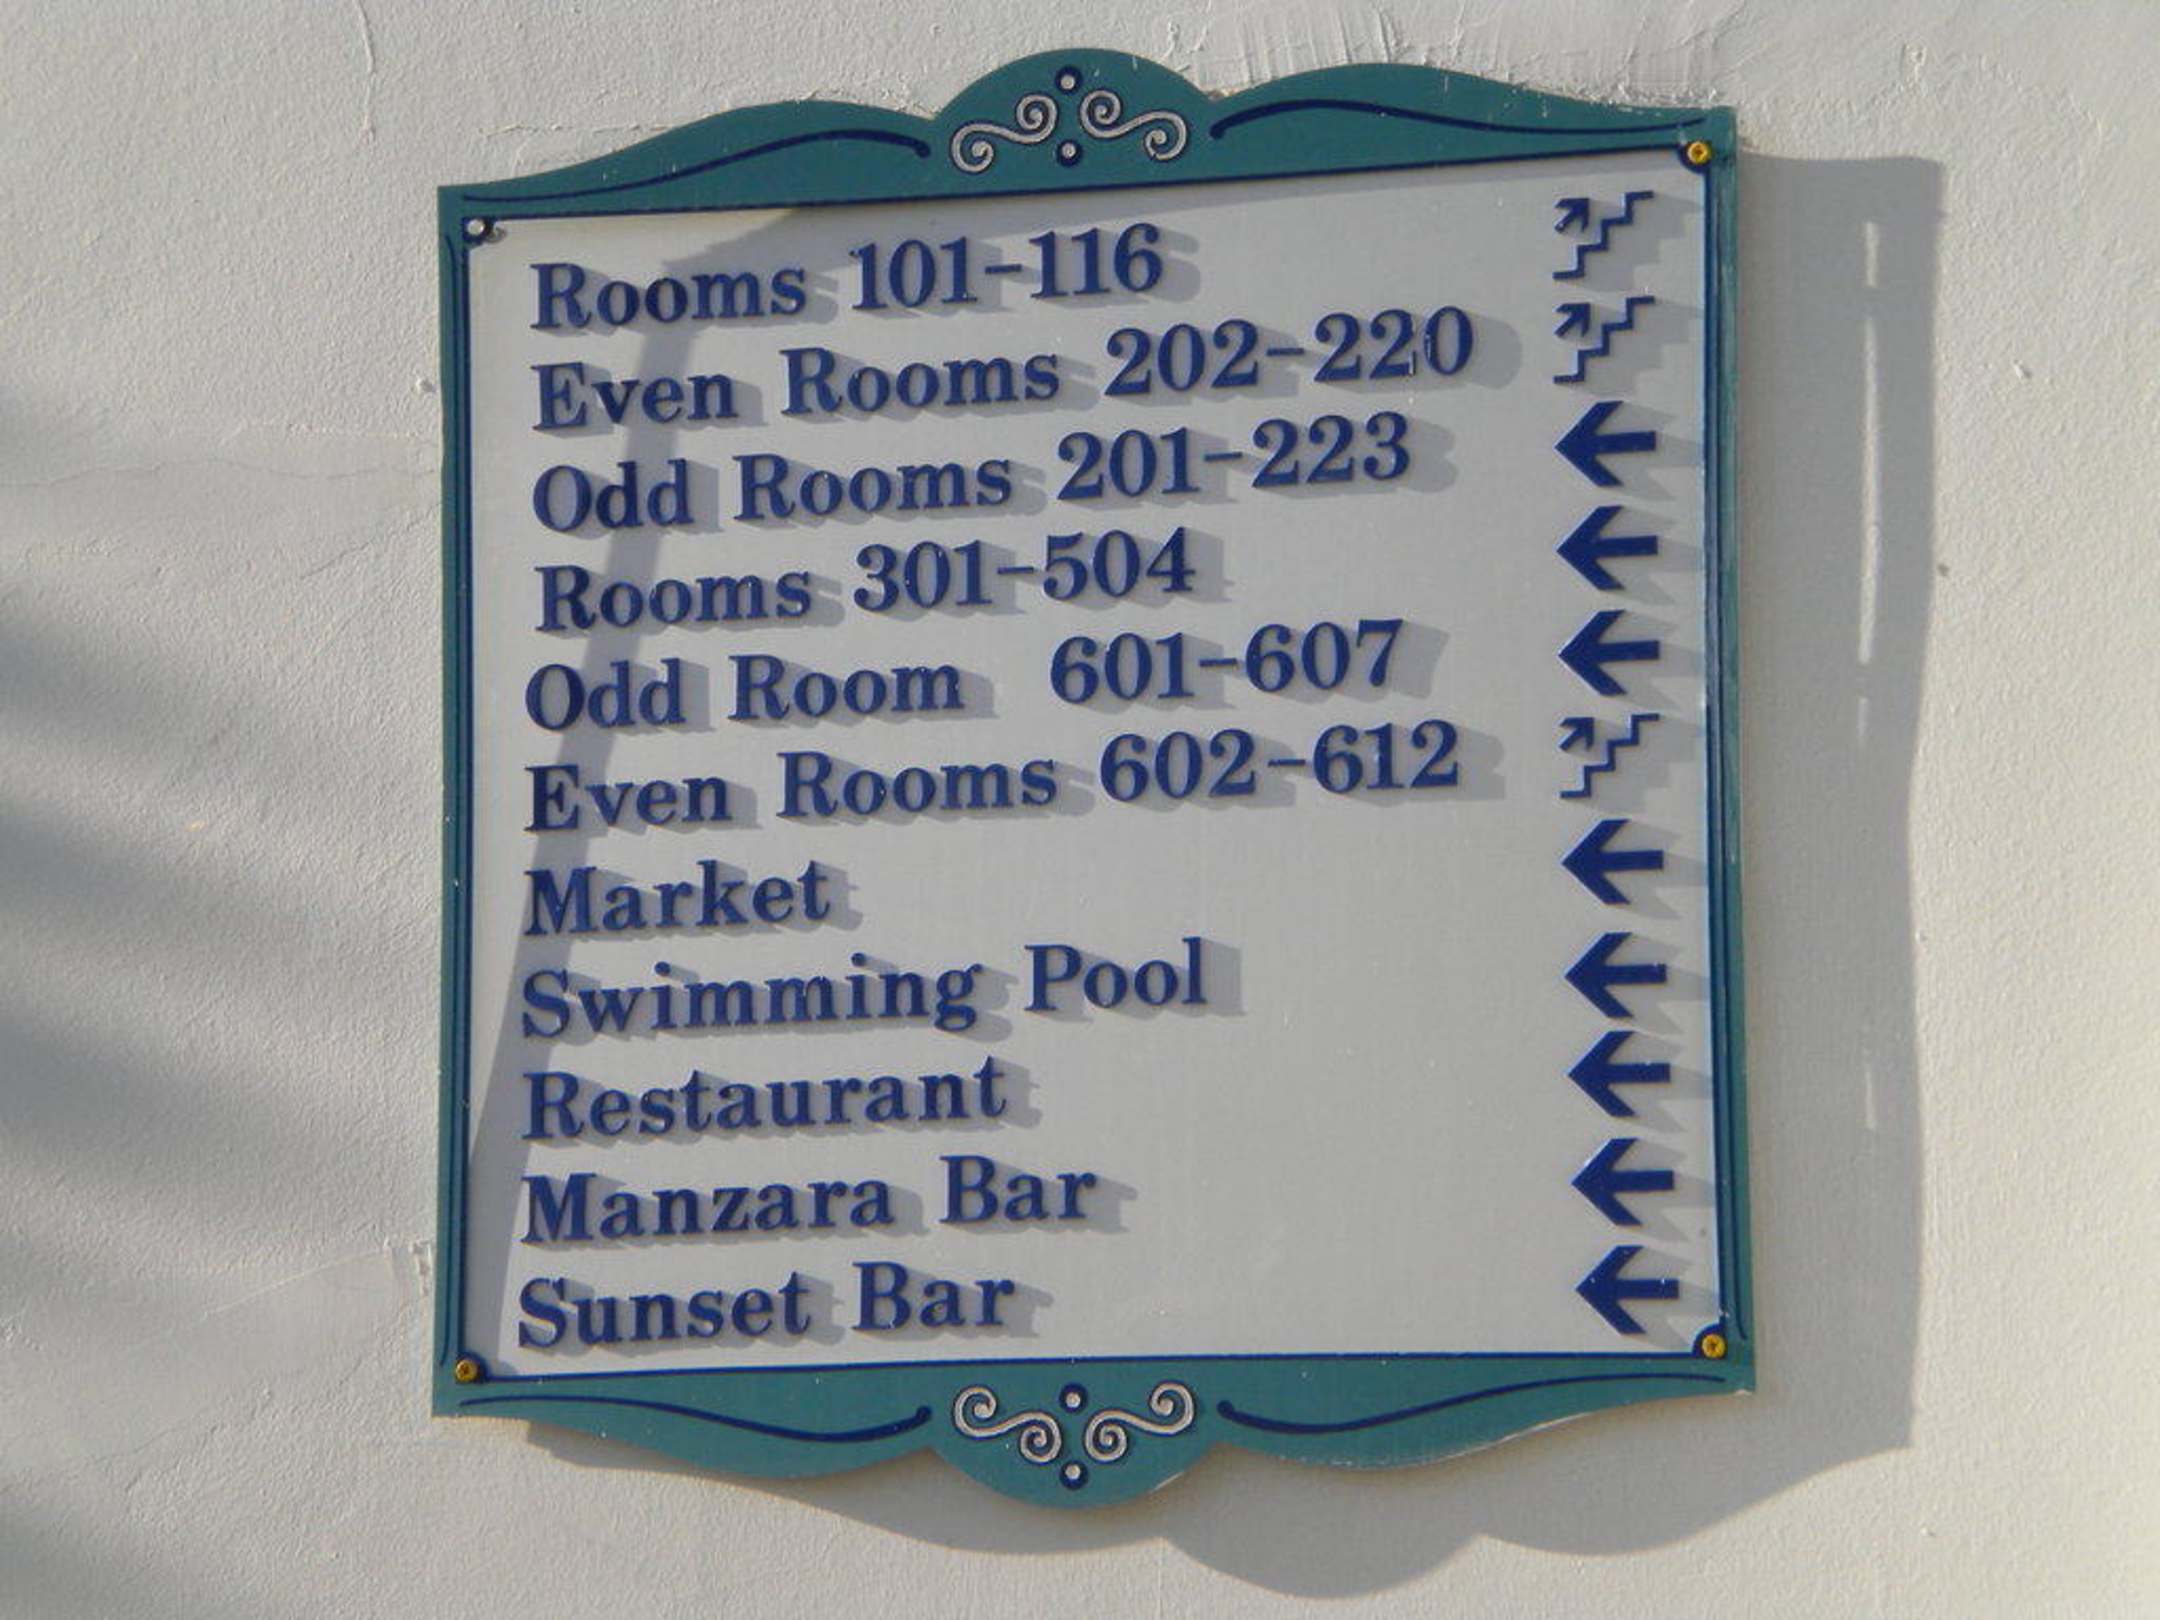 Rooms 101-116
Even Rooms 202-220
Odd Rooms 201-223
Rooms 301-504
Odd Room 601-607
Even Rooms 602-612
Market
Swimming Pool
Restaurant
Manzara Bar
Sunset Bar